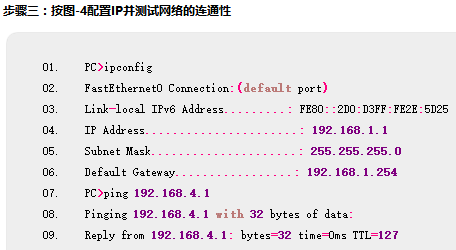 步骤三：按图-4配置IP并测试网络的连通性
01. PC>ipconfig
02. FastEthernet0 Connection:(default port)
03. Link-local IPv6 Address.........: FE80::2D0:D3FF:FE2E:5D25
04. IP Address......................: 192.168.1.1
05. Subnet Mask.....................: 255.255.255.0
06. Default Gateway.................: 192.168.1.254
07. PC>ping 192.168.4.1
08. Pinging 192.168.4.1 with 32 bytes of data:
09. Reply from 192.168.4.1: bytes=32 time=0ms TTL=127